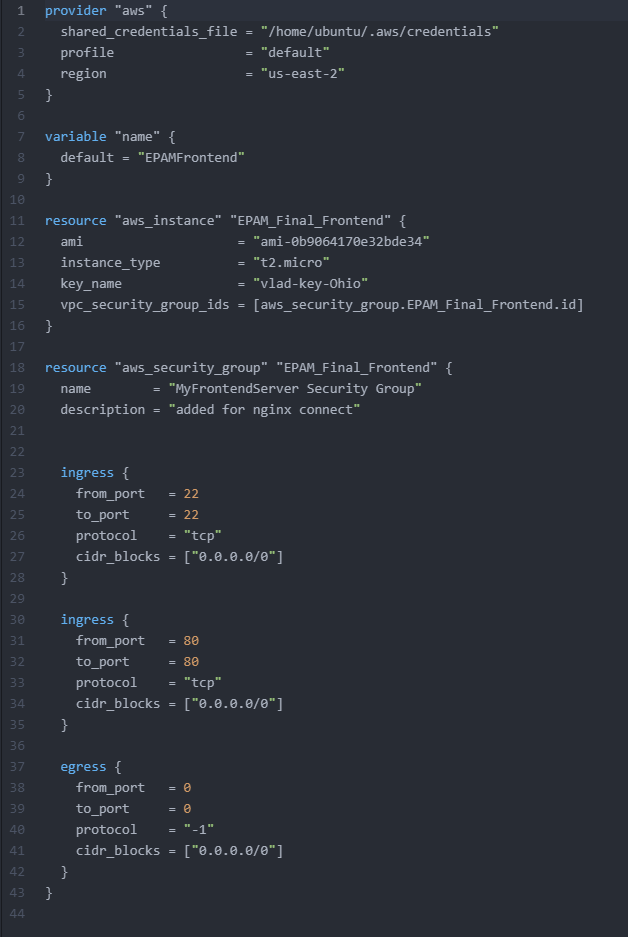 1 provider "aws" {
2   shared_credentials_file = "/home/ubuntu/.aws/credentials"
3   profile                 = "default"
4   region                  = "us-east-2"
5 }
6
7 variable "name" {
8   default = "EPAMFrontend"
9 }
10
11 resource "aws_instance" "EPAM_Final_Frontend" {
12   ami                    = "ami-0b9064170e32bde34"
13   instance_type          = "t2.micro"
14   key_name               = "vlad-key-Ohio"
15   vpc_security_group_ids = [aws_security_group.EPAM_Final_Frontend.id]
16 }
17
18 resource "aws_security_group" "EPAM_Final_Frontend" {
19   name        = "MyFrontendServer Security Group"
20   description = "added for nginx connect"
21
22
23   ingress {
24     from_port   = 22
25     to_port     = 22
26     protocol    = "tcp"
27     cidr_blocks = ["0.0.0.0/0"]
28   }
29
30   ingress {
31     from_port   = 80
32     to_port     = 80
33     protocol    = "tcp"
34     cidr_blocks = ["0.0.0.0/0"]
35   }
36
37   egress {
38     from_port   = 0
39     to_port     = 0
40     protocol    = "-1"
41     cidr_blocks = ["0.0.0.0/0"]
42   }
43 }
44